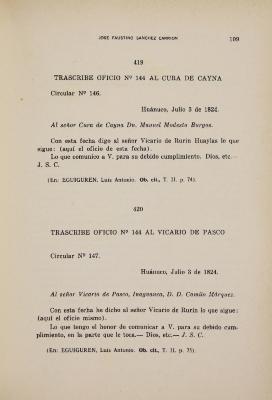 JOSE FAUSTINO SANCHEZ CARRION 109
419
TRASCRIBE OFICIO Nº 144 AL CURA DE CAYNA
Circular Nº 146.
Huánuco, Julio 3 de 1824.
Al señor Cura de Cayna Dn. Manuel Modesto Burgos.
Con esta fecha digo al señor Vicario de Rurín Huaylas lo que
sigue: (aquí el oficio de esta fecha).
Lo que comunico a V. para su debido cumplimiento. Dios, etc.—
J. S. C.
(En: EGUIGUREN, Luis Antonio. Ob. cit., T. II. p. 74).
420
TRASCRIBE OFICIO Nº 144 AL VICARIO DE PASCO
Circular Nº 147.
Huánuco, Julio 3 de 1824.
Al señor Vicario de Pasco, Inaganasu, D. D. Camilo Márquez.
Con esta fecha he dicho al señor Vicario de Rurín lo que sigue:
(aquí el oficio mismo).
Lo que tengo el honor de comunicar a V. para su debido cum-
plimiento, en la parte que le toca.— Dios, etc.— J. S. C.
(En: EGUIGUREN, Luis Antonio. Ob. cit., T. II, p. 75).